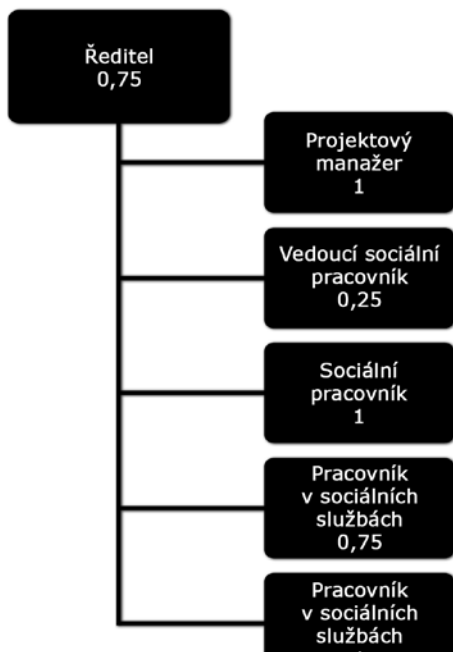 Ředitel
0,75
Projektový
manažer
1
Vedoucí sociální
pracovník
0,25
Sociální
pracovník
1
Pracovník
v sociálních
službách
0,75
Pracovník
v sociálních
službách